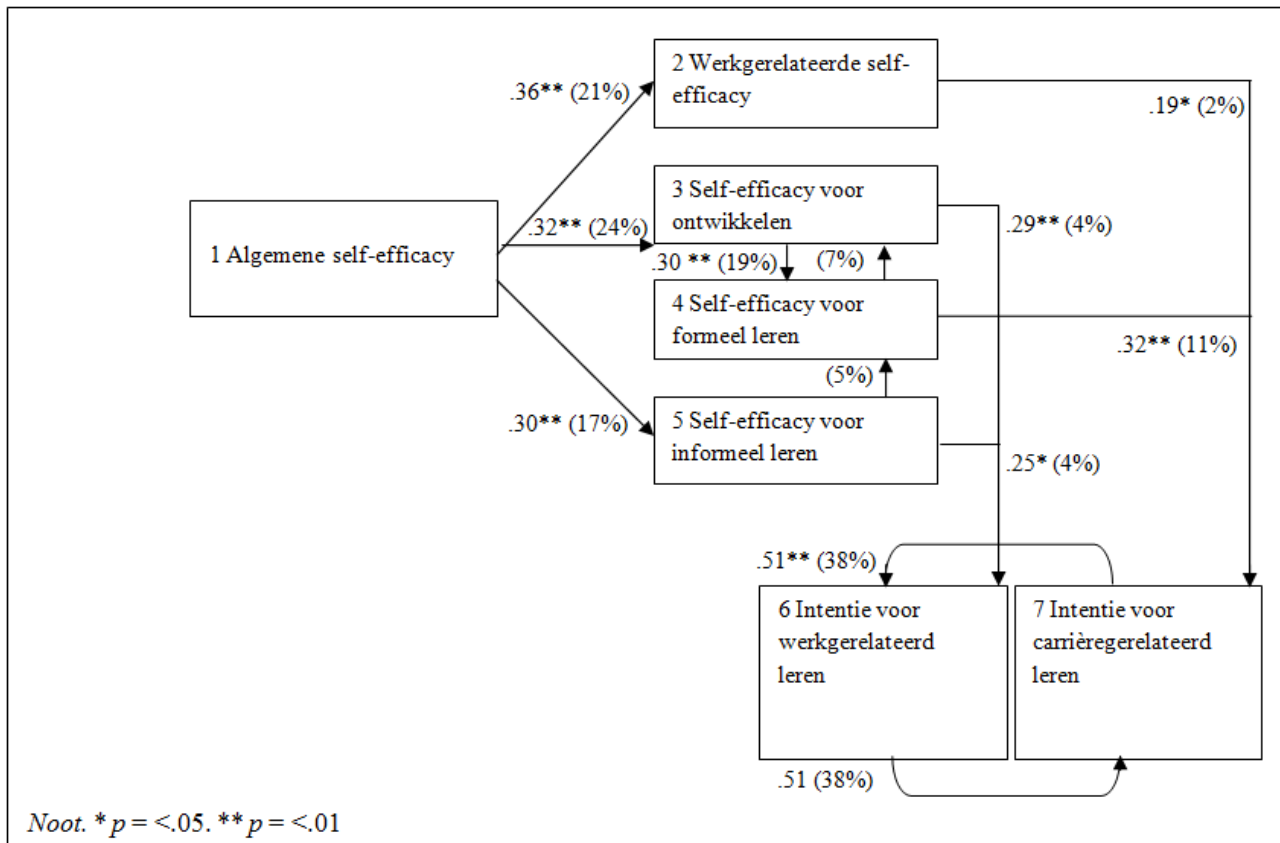 2 Werkgerelateerde self-
efficacy
.36** (21%)
.19* (2%)
3 Self-efficacy voor
ontwikkelen
1 Algemene self-efficacy
.32** (24%)
.29** (4%)
.30 ** (19%)
(7%)
4 Self-efficacy voor
formeel leren
.32** (11%)
(5%)
.30** (17%)
5 Self-efficacy voor
informeel leren
.25* (4%)
.51** (38%)
6 Intentie voor
werkgerelateerd
leren
7 Intentie voor
carrièregerelateerd
leren
.51 (38%)
Noot. * p = <.05. ** p = <.01